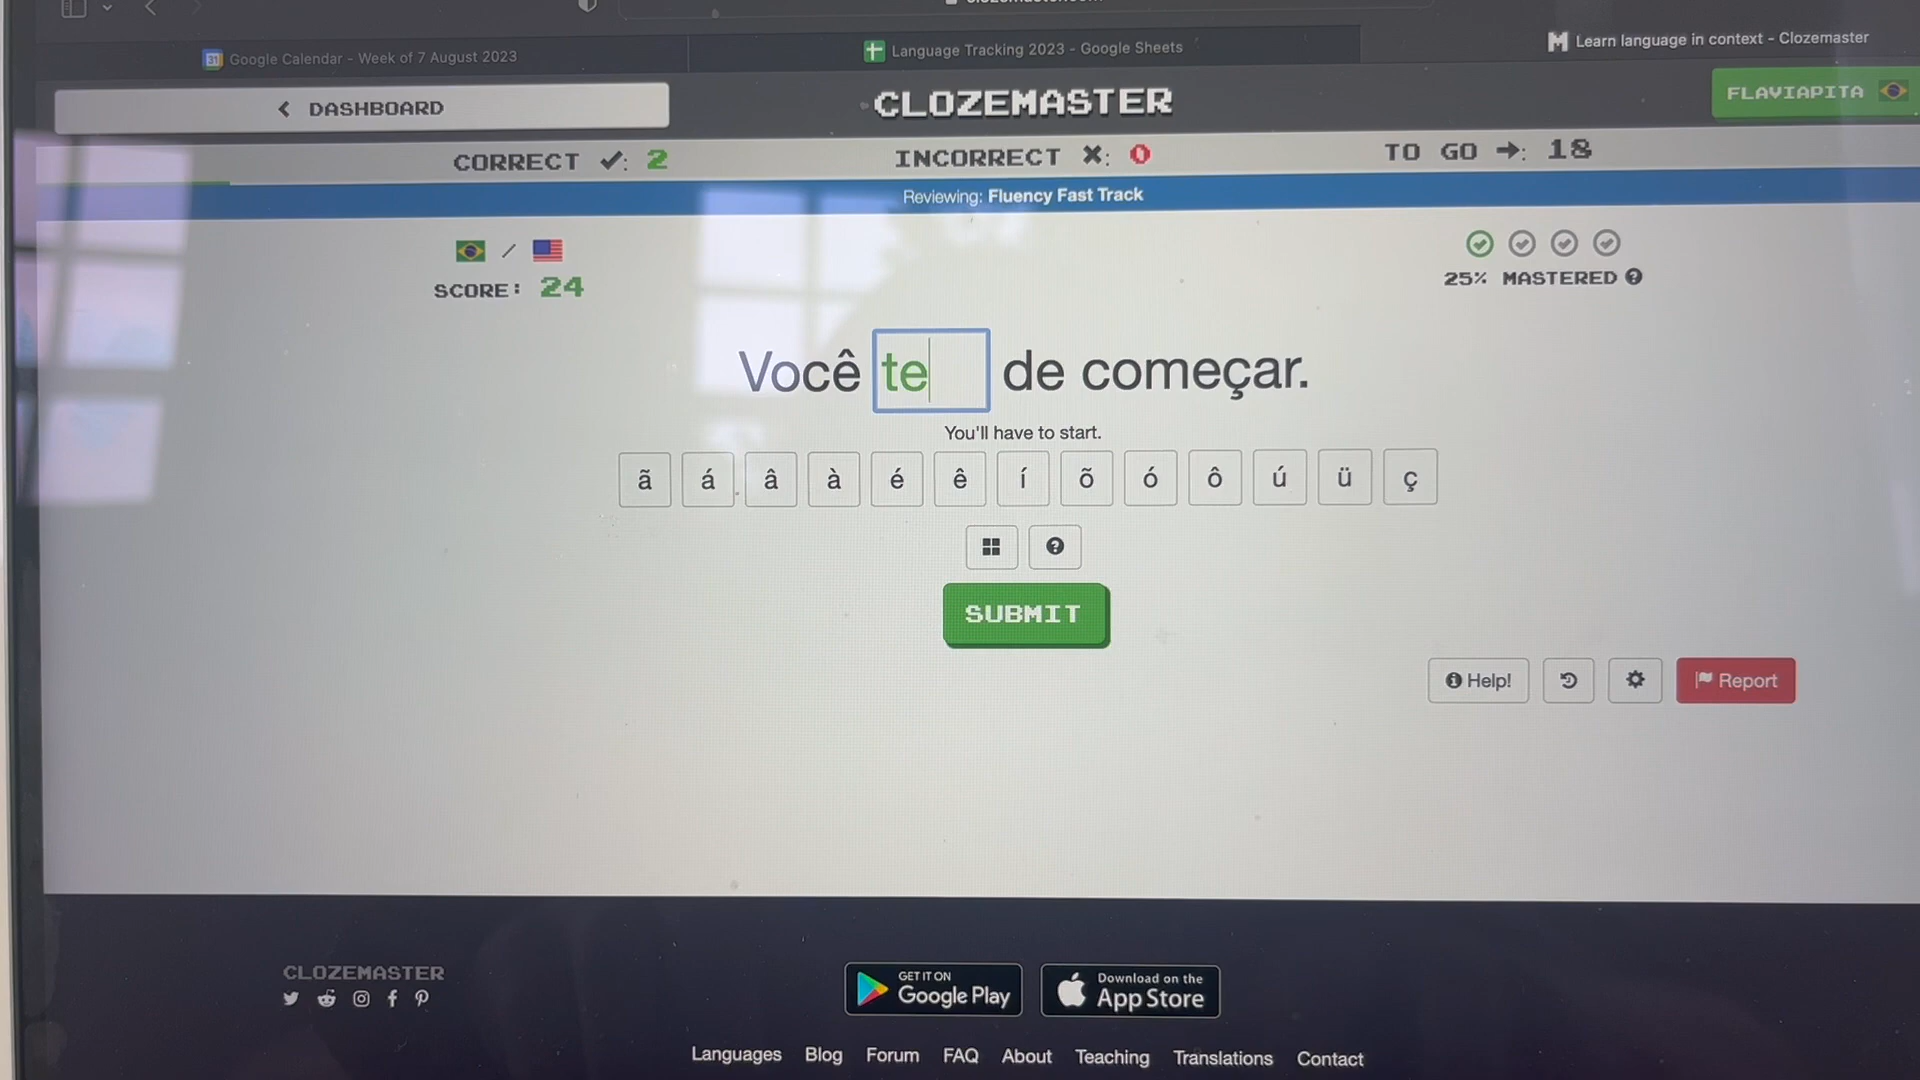 Google Calendar - Week of 7 August 2023
Language Tracking 2023 - Google Sheets
Learn language in context - Clozemaster
DASHBOARD
CLOZEMASTER
FLAVIAPITA
CORRECT ✔: 2
INCORRECT ✖: 0
TO GO ➔: 18
Reviewing: Fluency Fast Track
/
SCORE: 24
25% MASTERED
Você te de começar.
You'll have to start.
ã á â à é ê í õ ó ô ú ü ç
SUBMIT
Help!
Report
CLOZEMASTER
GET IT ON
Google Play
Download on the
App Store
Languages Blog Forum FAQ About Teaching Translations Contact